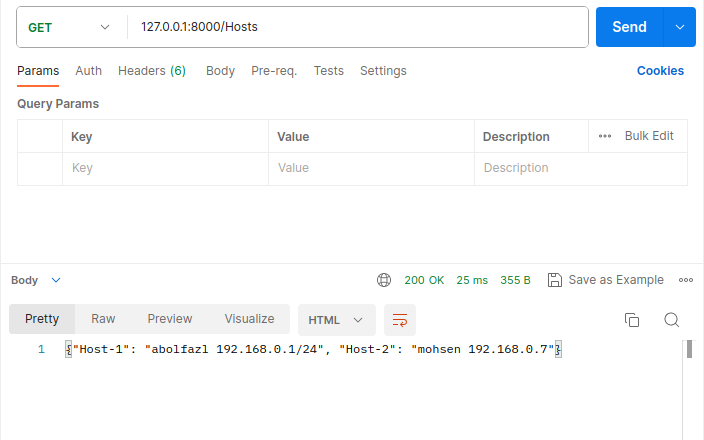 GET 127.0.0.1:8000/Hosts Send
Params Auth Headers (6) Body Pre-req. Tests Settings Cookies
Query Params
Key Value Description ••• Bulk Edit
Key Value Description
Body 200 OK 25 ms 355 B Save as Example •••
Pretty Raw Preview Visualize HTML
1 {"Host-1": "abolfazl 192.168.0.1/24", "Host-2": "mohsen 192.168.0.7"}